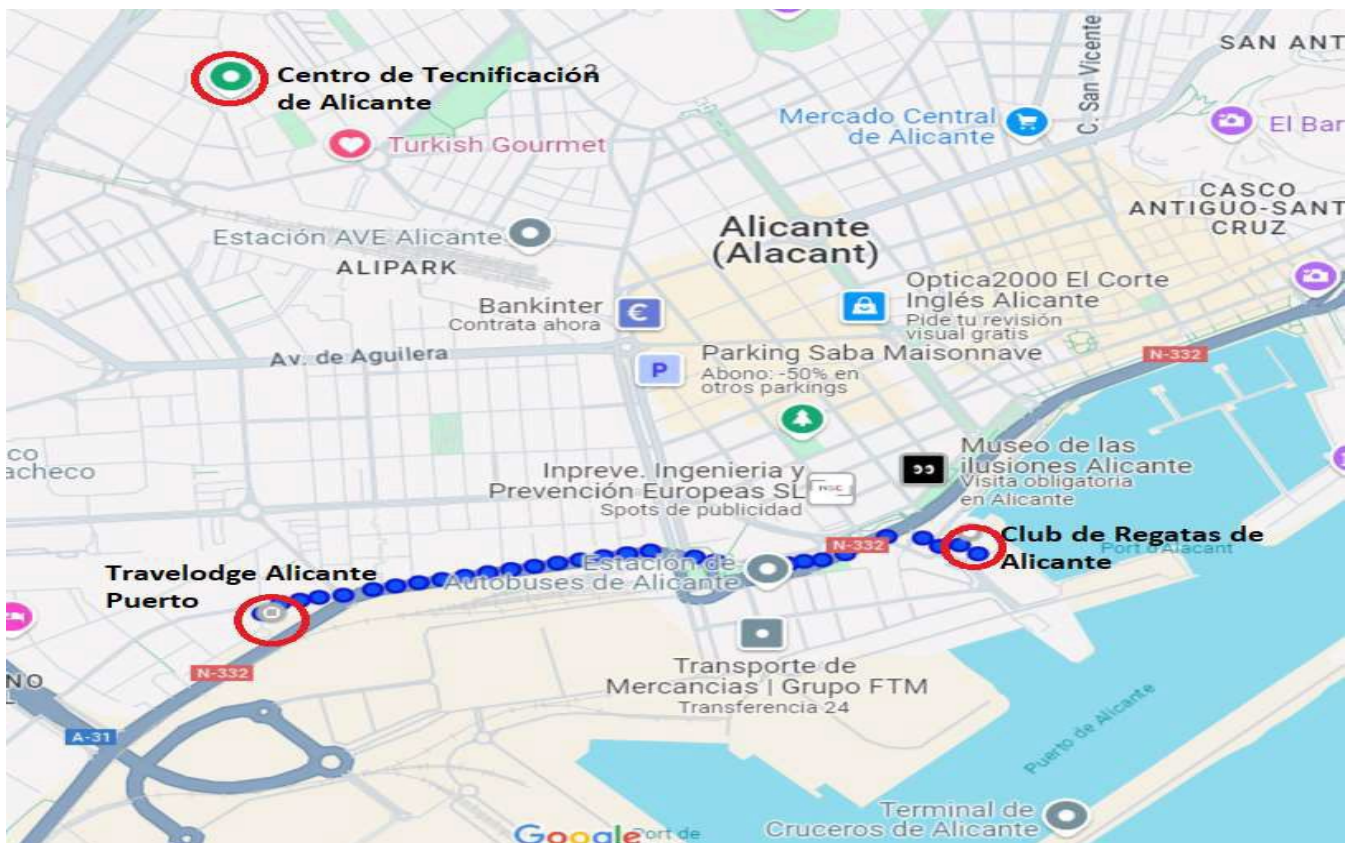 SAN ANT
Centro de Tecnificación
de Alicante
C. San Vicente
Mercado Central
de Alicante
El Bar
Turkish Gourmet
CASCO
ANTIGUO-SANT
CRUZ
Estación AVE Alicante
ALIPARK
Alicante
(Alacant)
Optica2000 El Corte
Inglés Alicante
Pide tu revisión
visual gratis
Bankinter
Contrata ahora
€
Av. de Aguilera
P
Parking Saba Maisonnave
Abono: -50% en
otros parkings
N-332
co
acheco
Inpreve. Ingenieria y
Prevención Europeas SL
Spots de publicidad
Museo de las
ilusiones Alicante
Visita obligatoria
en Alicante
N-332
Club de Regatas de
Alicante
Port d'Alacant
Estación de
Autobuses de Alicante
Travelodge Alicante
Puerto
N-332
NO
L
Transporte de
Mercancias | Grupo FTM
Transferencia 24
A-31
Puerto de Alicante
Terminal de
Cruceros de Alicante
Google
Port de